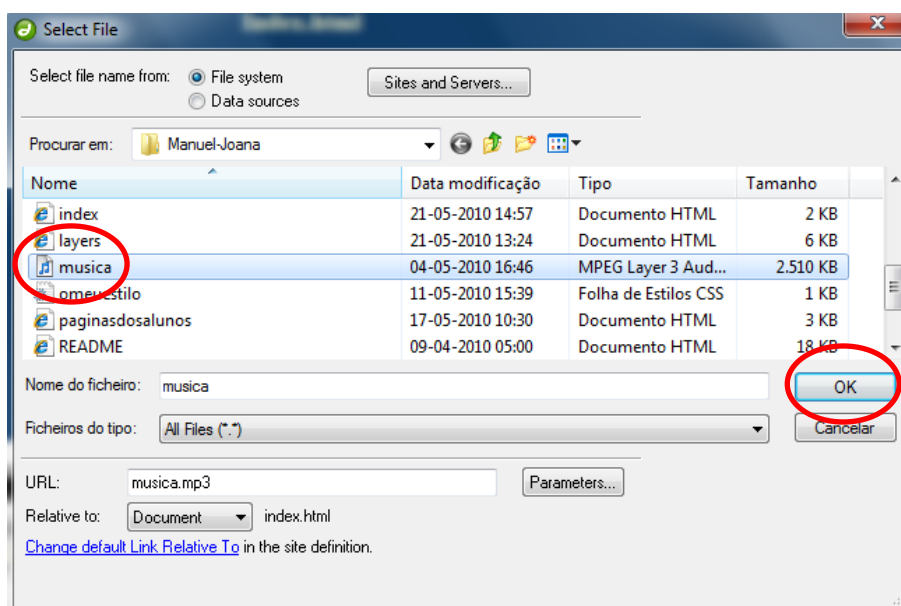 Index.html
Select File
Select file name from: File system Sites and Servers...
Data sources
Procurar em: Manuel-Joana
Nome Data modificação Tipo Tamanho
index 21-05-2010 14:57 Documento HTML 2 KB
layers 21-05-2010 13:24 Documento HTML 6 KB
musica 04-05-2010 16:46 MPEG Layer 3 Aud... 2.510 KB
omeuestilo 11-05-2010 15:39 Folha de Estilos CSS 1 KB
paginasdosalunos 17-05-2010 10:30 Documento HTML 3 KB
README 09-04-2010 05:00 Documento HTML 18 KB
Nome do ficheiro: musica OK
Ficheiros do tipo: All Files (*.*) Cancelar
URL: musica.mp3 Parameters...
Relative to: Document index.html
Change default Link Relative To in the site definition.